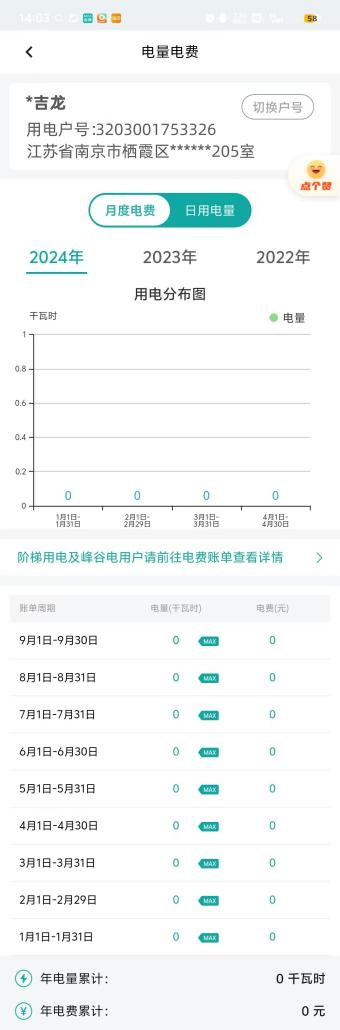 14:03
58
电量电费
*吉龙
切换户号
用电户号:3203001753326
江苏省南京市栖霞区******205室
点个赞
月度电费 日用电量
2024年 2023年 2022年
用电分布图
千瓦时 电量
1
0.8
0.6
0.4
0.2
0
0 0 0 0
1月1日- 2月1日- 3月1日- 4月1日-
1月31日 2月29日 3月31日 4月30日
阶梯用电及峰谷电用户请前往电费账单查看详情
账单周期 电量(千瓦时) 电费(元)
9月1日-9月30日 0 MAX 0
8月1日-8月31日 0 MAX 0
7月1日-7月31日 0 MAX 0
6月1日-6月30日 0 MAX 0
5月1日-5月31日 0 MAX 0
4月1日-4月30日 0 MAX 0
3月1日-3月31日 0 MAX 0
2月1日-2月29日 0 MAX 0
1月1日-1月31日 0 MAX 0
年电量累计: 0 千瓦时
¥ 年电费累计: 0 元